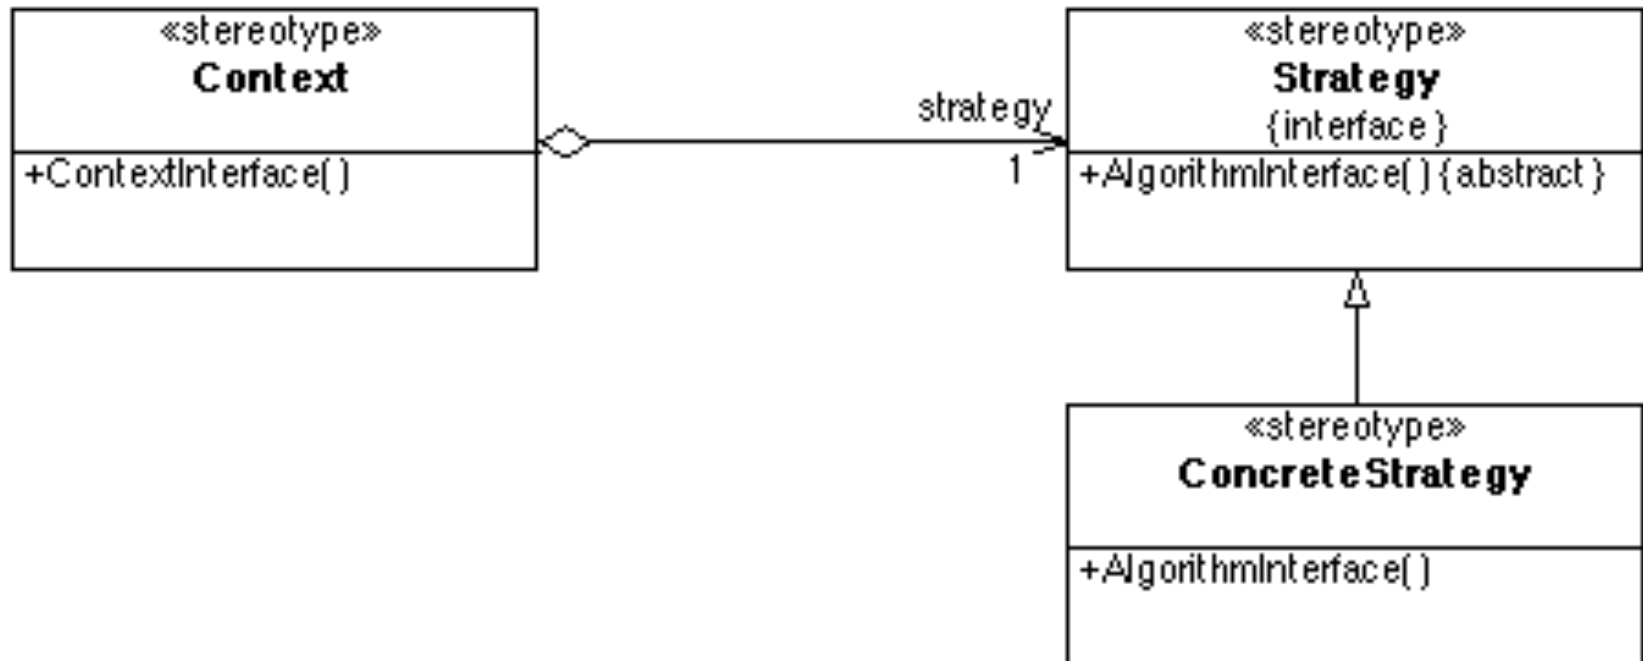 «stereotype»
Context
+ContextInterface()
strategy
1
«stereotype»
Strategy
{interface}
+AlgorithmInterface(){abstract}
«stereotype»
ConcreteStrategy
+AlgorithmInterface()